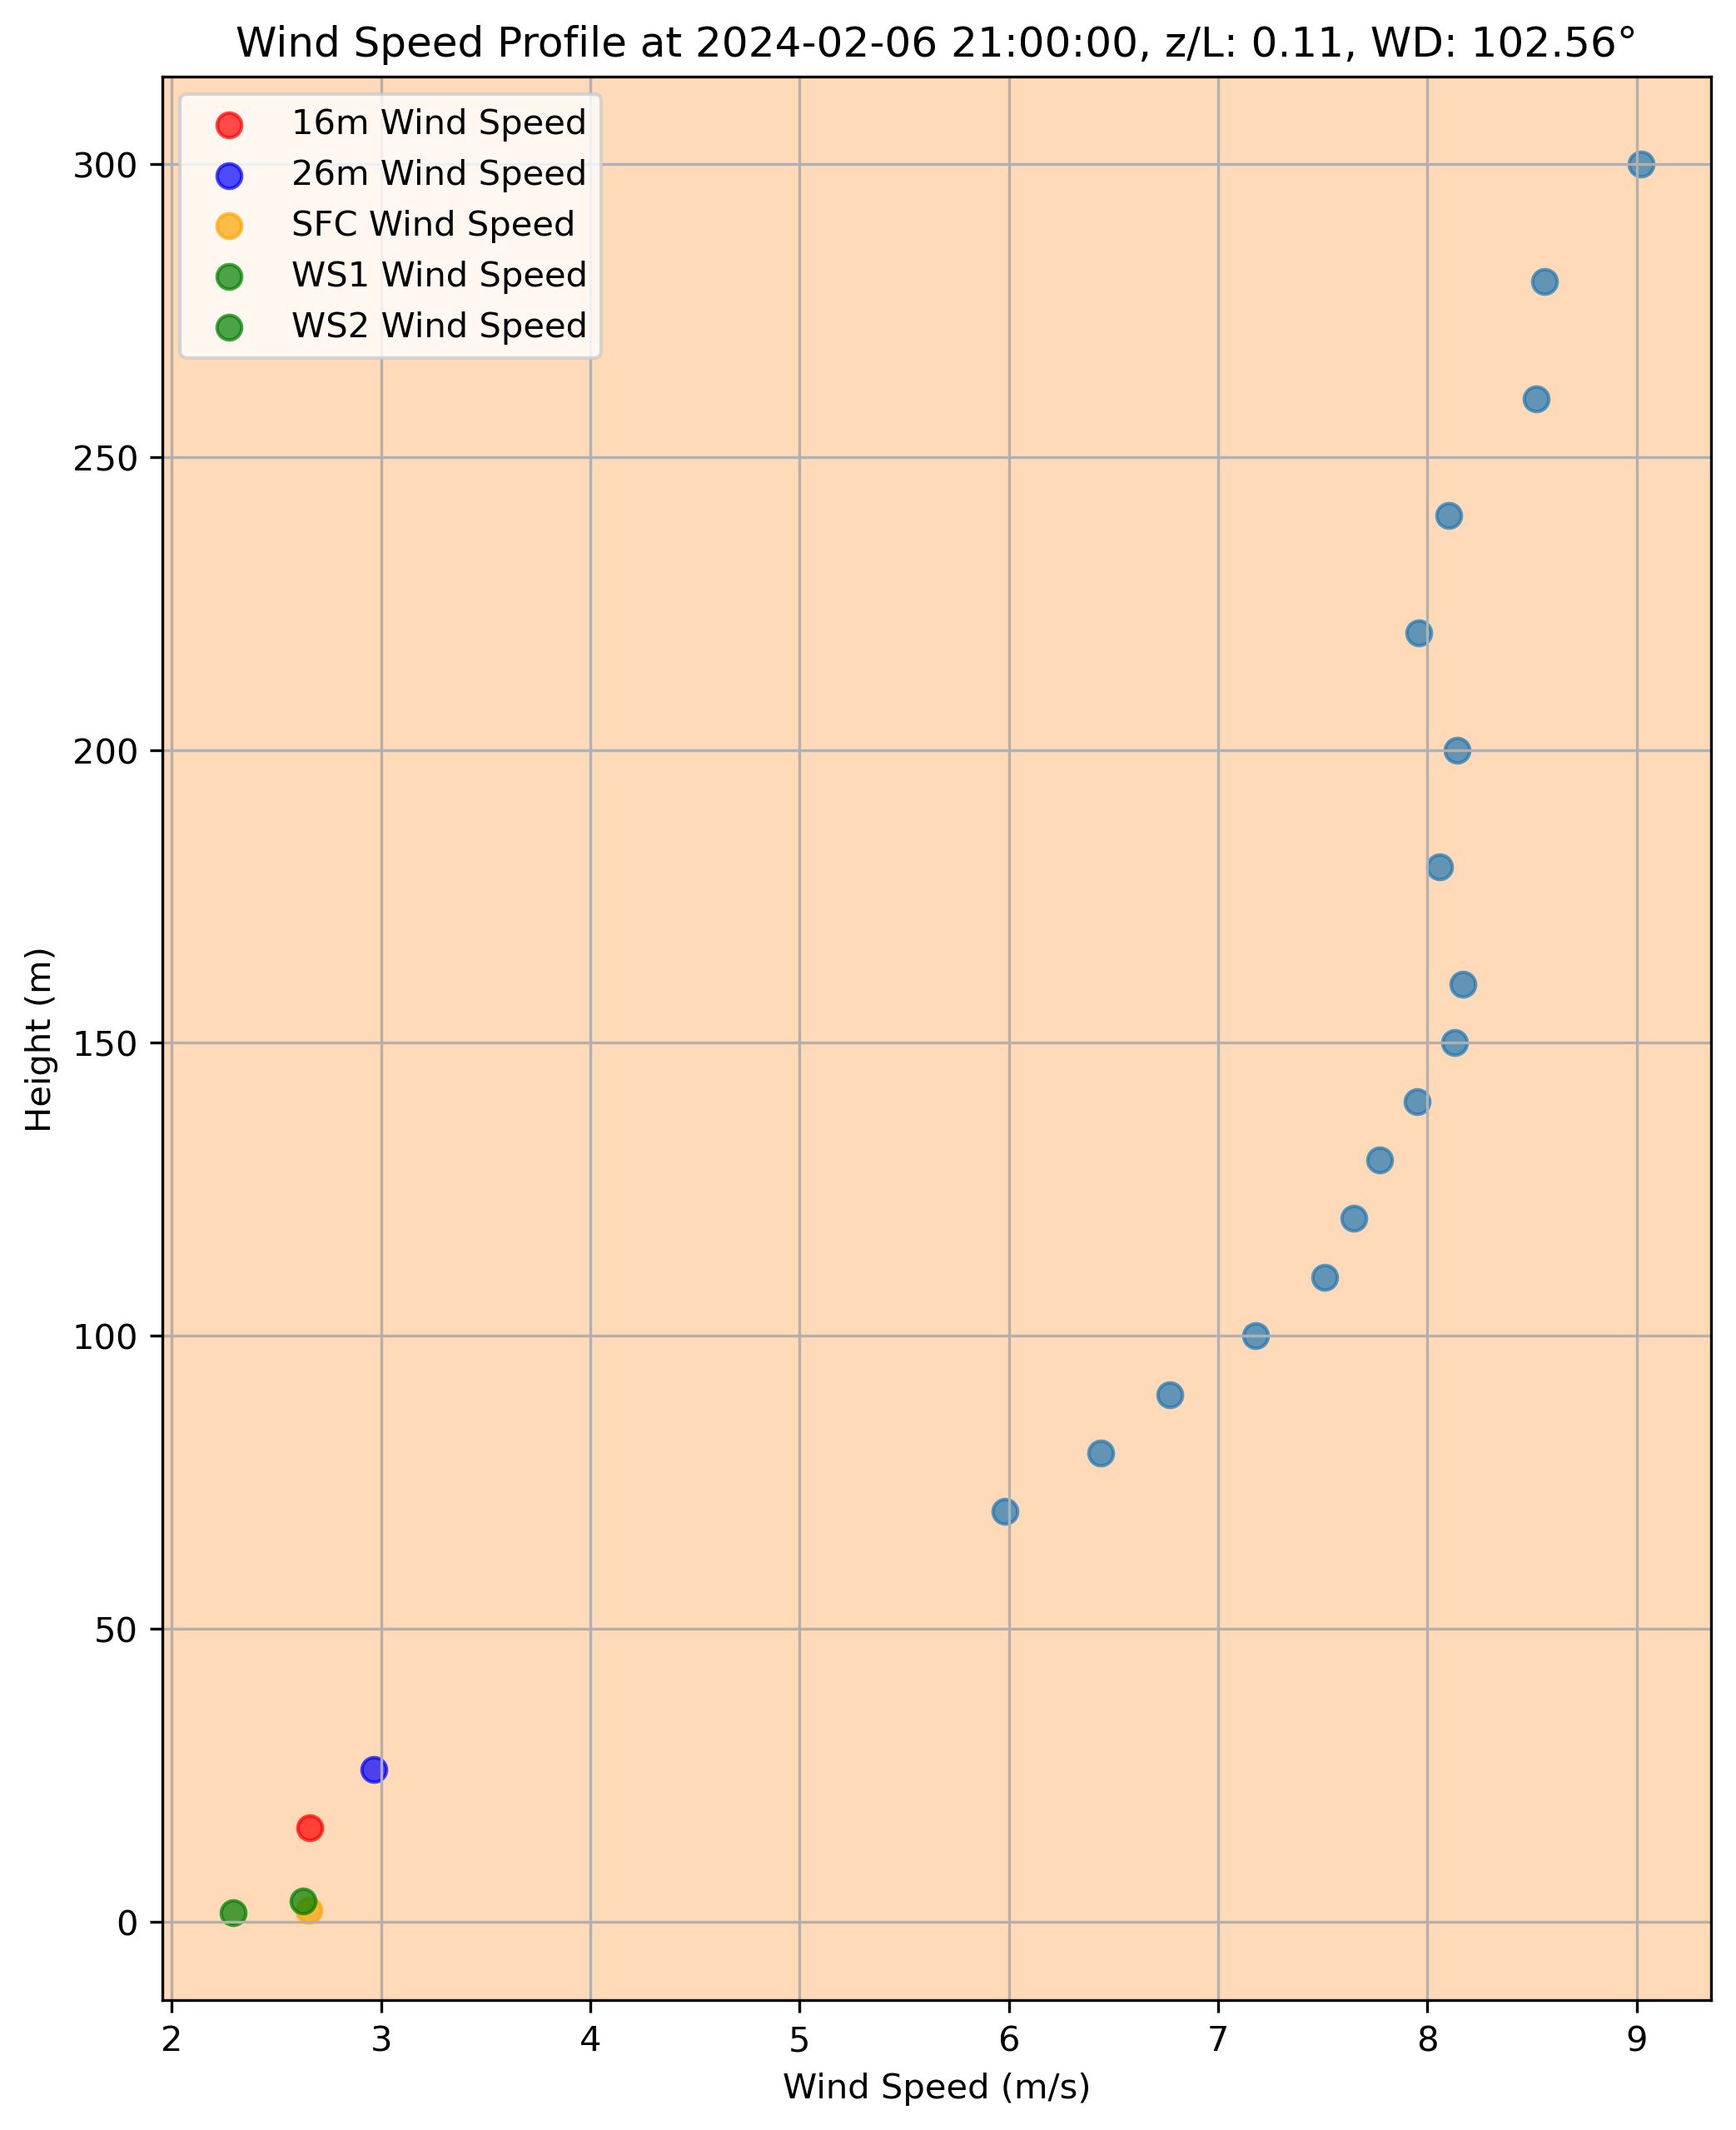 Wind Speed Profile at 2024-02-06 21:00:00, z/L: 0.11, WD: 102.56°
16m Wind Speed
26m Wind Speed
SFC Wind Speed
WS1 Wind Speed
WS2 Wind Speed
300
250
200
150
100
50
0
Height (m)
2 3 4 5 6 7 8 9
Wind Speed (m/s)